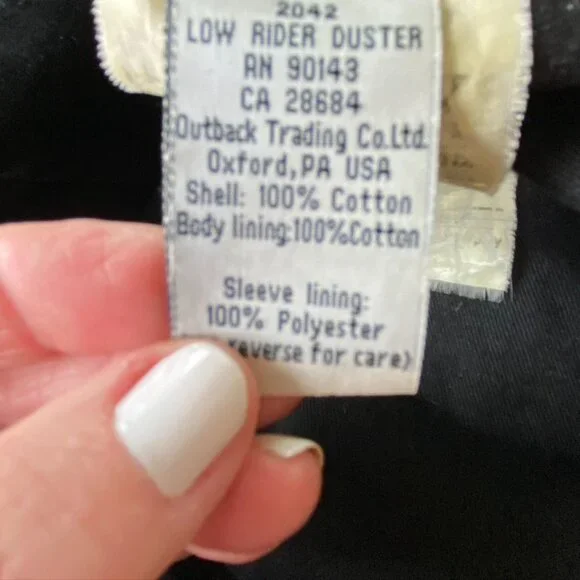 2042
LOW RIDER DUSTER
RN 90143
CA 28684
Outback Trading Co.Ltd.
Oxford,PA USA
Shell: 100% Cotton
Body lining:100%Cotton
Sleeve lining:
100% Polyester
reverse for care)